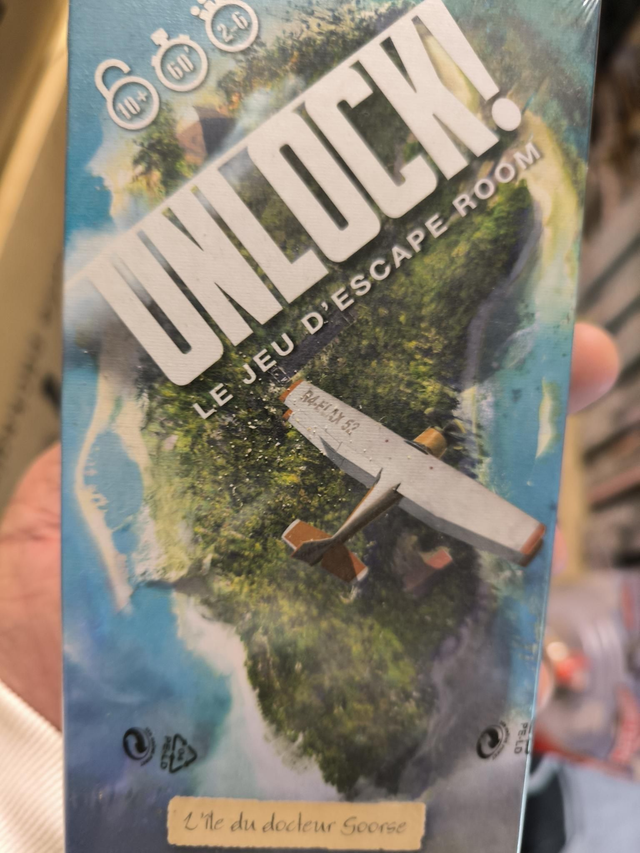 10+
60'
2-6
UNLOCK!
LE JEU D'ESCAPE ROOM
L'île du docteur Goorse